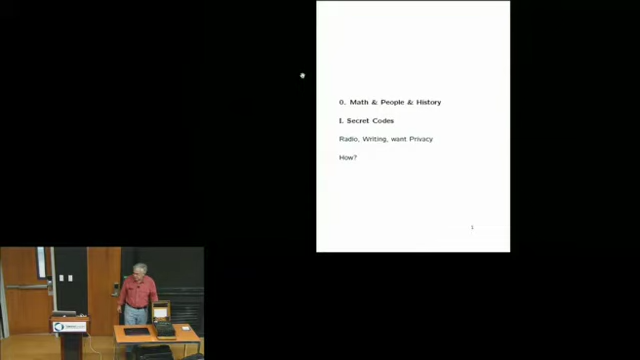 0. Math & People & History
I. Secret Codes
Radio, Writing, want Privacy
How?
1